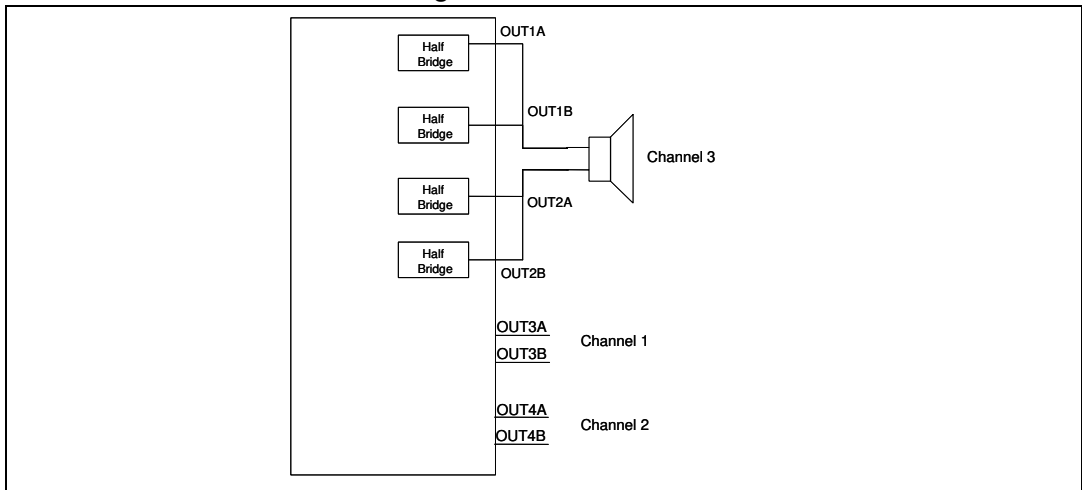 OUT1A
Half
Bridge
OUT1B
Half
Bridge
Channel 3
Half
Bridge
OUT2A
Half
Bridge
OUT2B
OUT3A
Channel 1
OUT3B
OUT4A
Channel 2
OUT4B